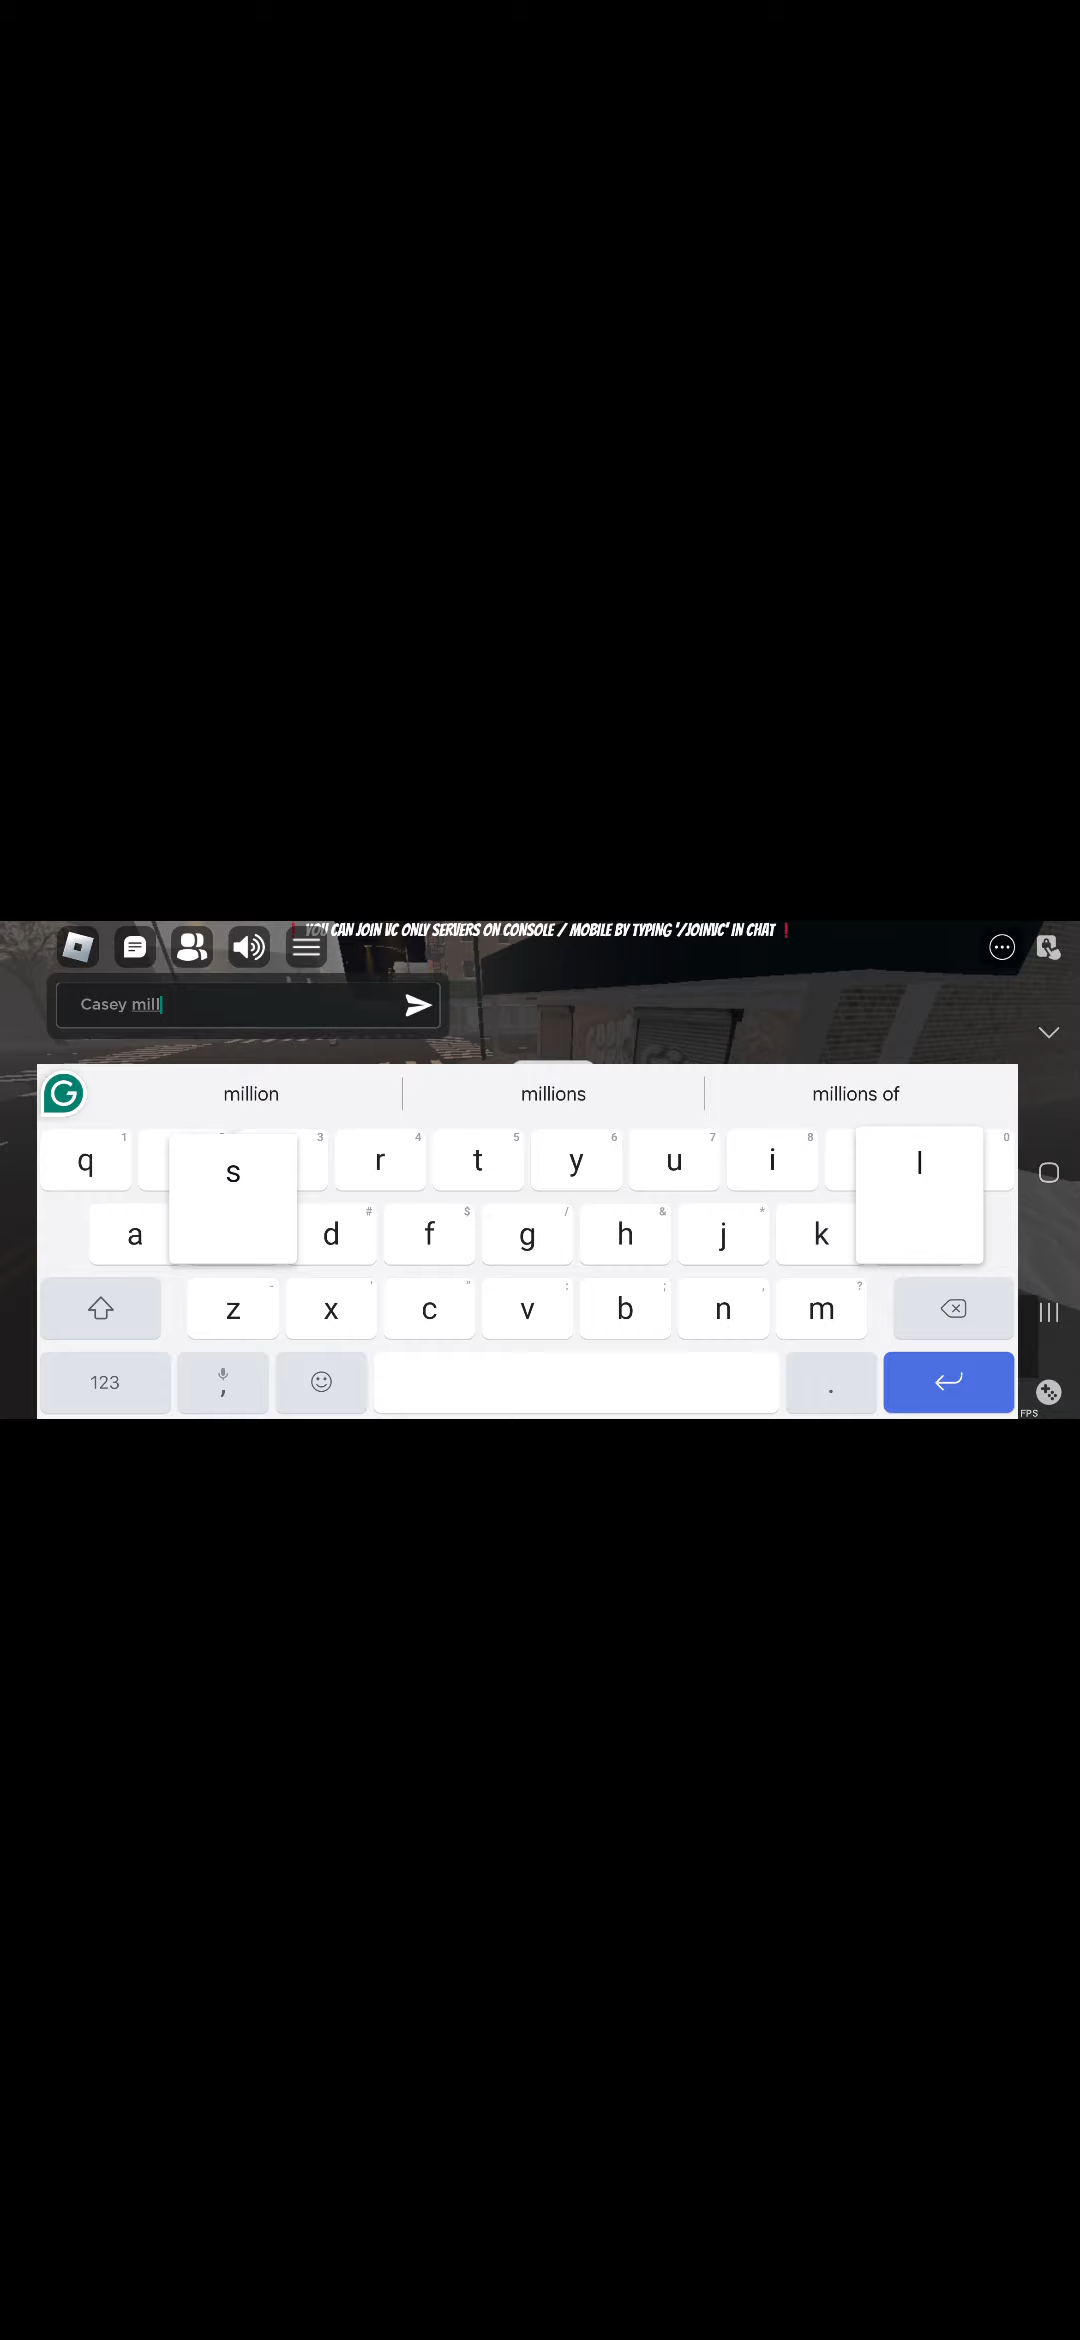 YOU CAN JOIN VC ONLY SERVERS ON CONSOLE / MOBILE BY TYPING '/JOINVC' IN CHAT ❗
Casey mill
million millions millions of
1 3 4 5 6 7 8 0
q s r t y u i l
# $ / & *
a d f g h j k
- ' " : ; , ?
z x c v b n m
123 , .
FPS